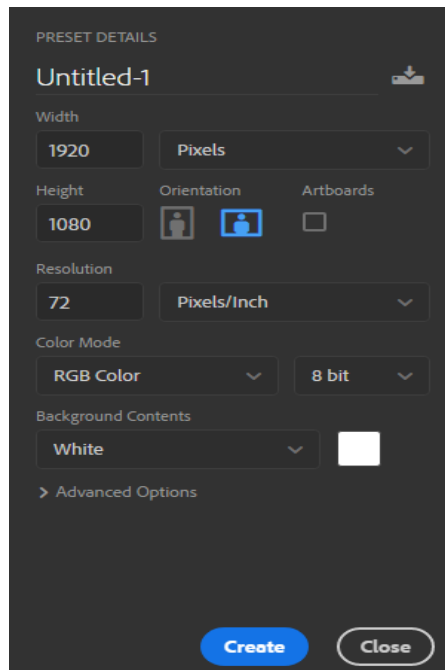 PRESET DETAILS
Untitled-1
Width
1920 Pixels
Height Orientation Artboards
1080
Resolution
72 Pixels/Inch
Color Mode
RGB Color 8 bit
Background Contents
White
> Advanced Options
Create Close